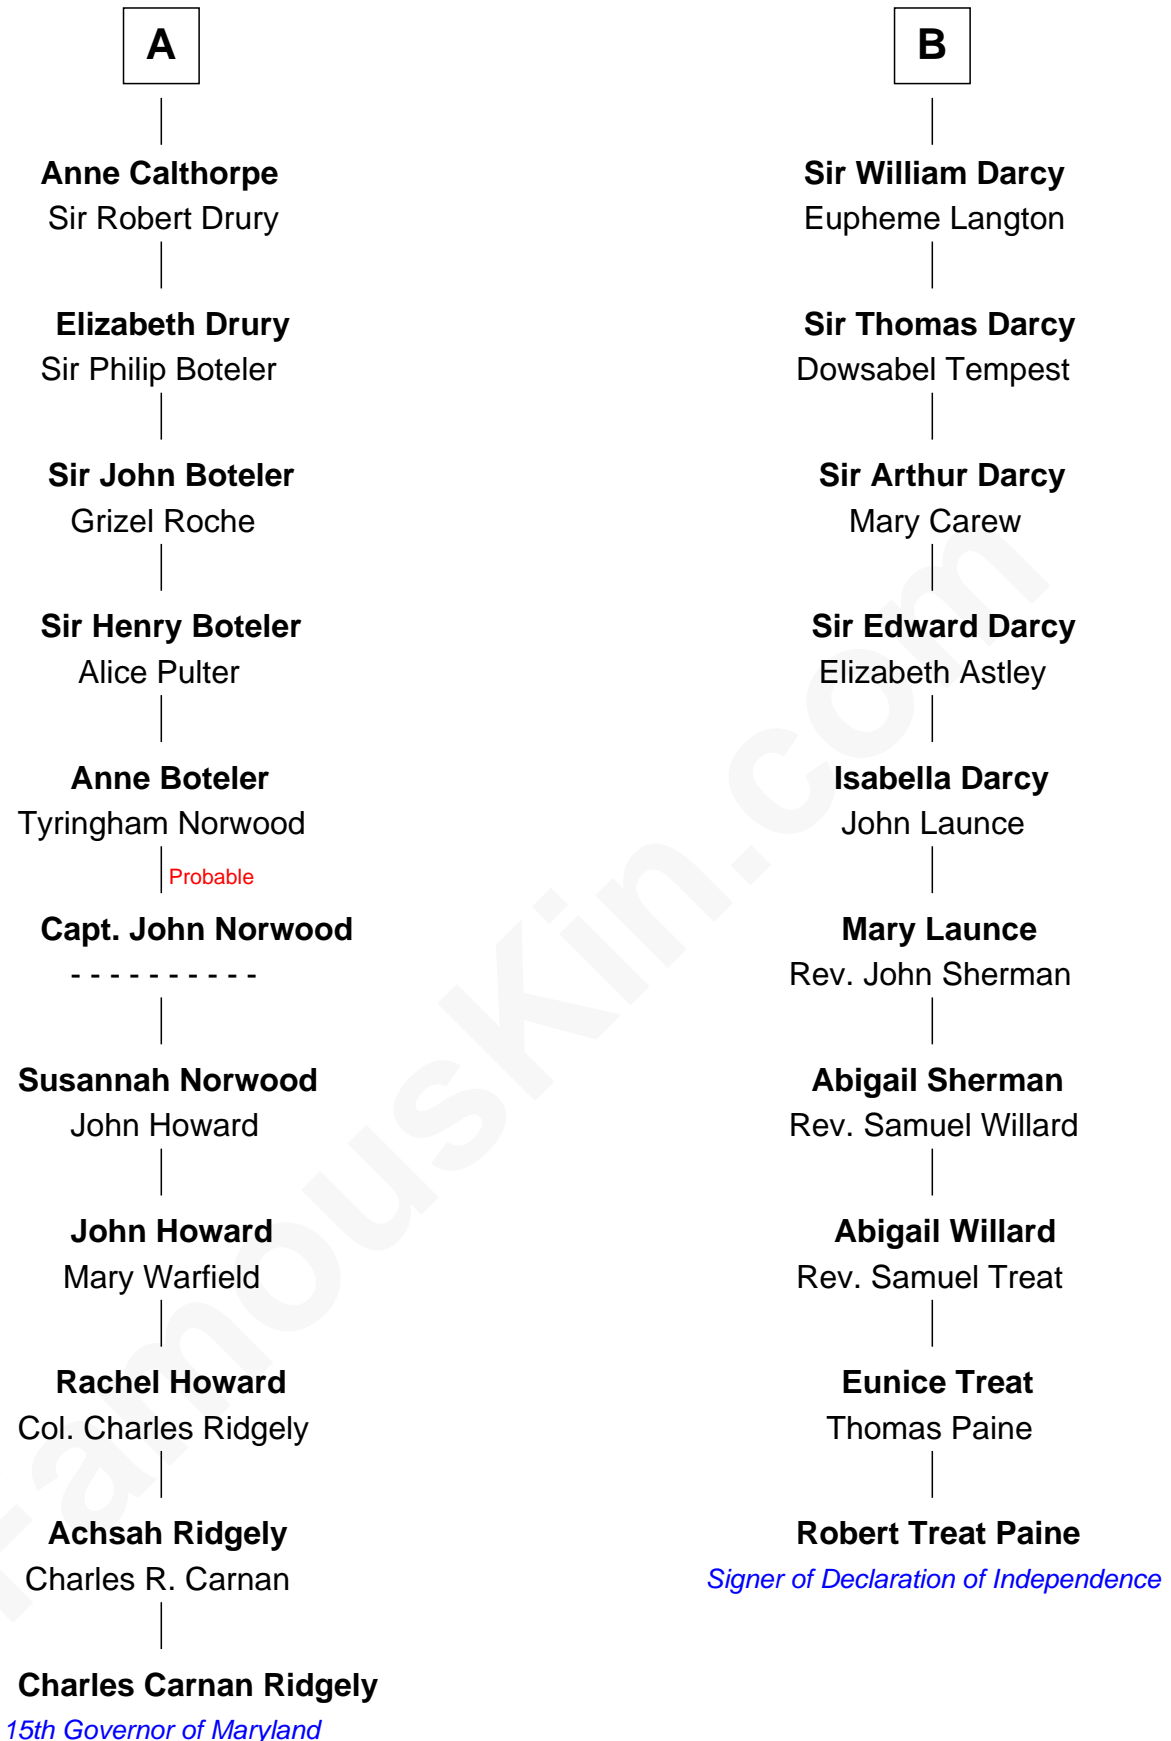 A
Anne Calthorpe
Sir Robert Drury
Elizabeth Drury
Sir Philip Boteler
Sir John Boteler
Grizel Roche
Sir Henry Boteler
Alice Pulter
Anne Boteler
Tyringham Norwood
Probable
Capt. John Norwood
- - - - - - - - - -
Susannah Norwood
John Howard
John Howard
Mary Warfield
Rachel Howard
Col. Charles Ridgely
Achsah Ridgely
Charles R. Carnan
Charles Carnan Ridgely
15th Governor of Maryland
B
Sir William Darcy
Eupheme Langton
Sir Thomas Darcy
Dowsabel Tempest
Sir Arthur Darcy
Mary Carew
Sir Edward Darcy
Elizabeth Astley
Isabella Darcy
John Launce
Mary Launce
Rev. John Sherman
Abigail Sherman
Rev. Samuel Willard
Abigail Willard
Rev. Samuel Treat
Eunice Treat
Thomas Paine
Robert Treat Paine
Signer of Declaration of Independence
FamousKin.com